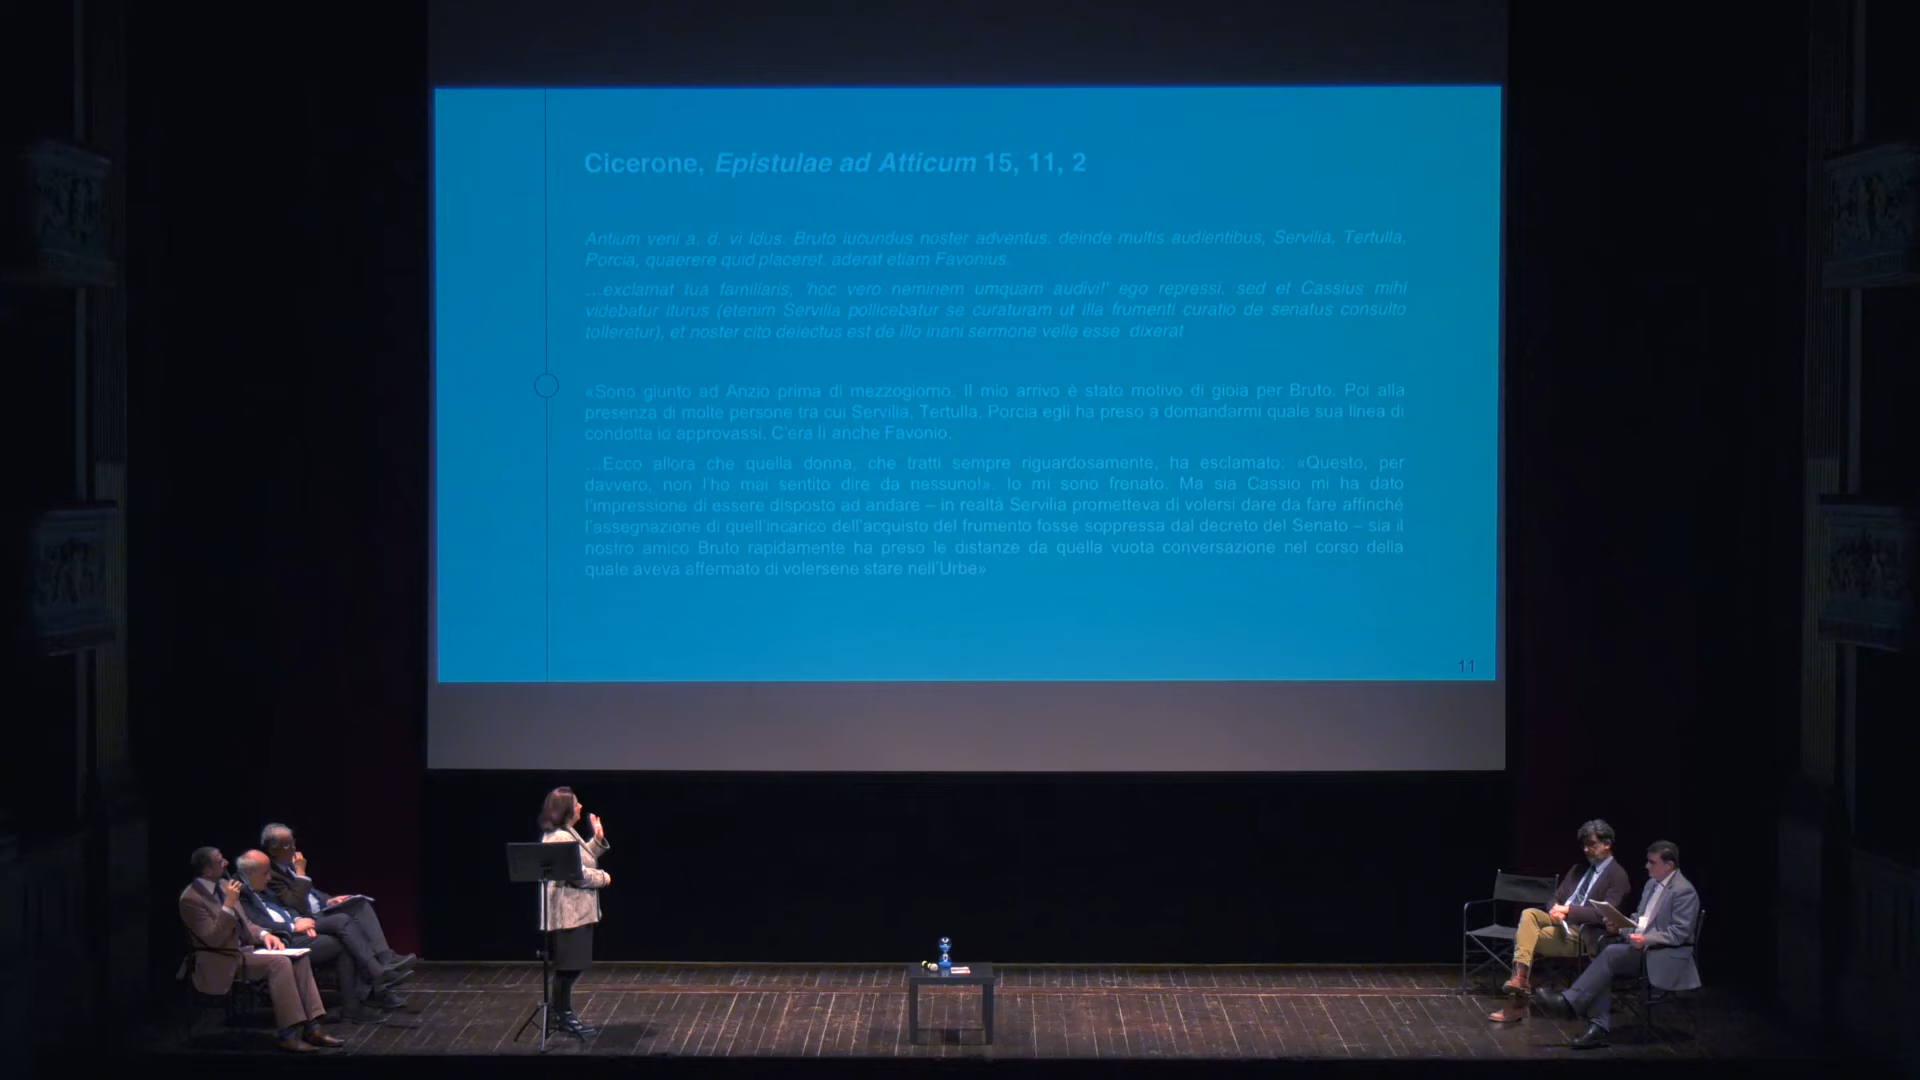 Cicerone, Epistulae ad Atticum 15, 11, 2
Antium veni a. d. vi Idus. Bruto iucundus noster adventus. deinde multis audientibus, Servilia, Tertulla,
Porcia, quaerere quid placeret. aderat etiam Favonius.
…exclamat tua familiaris, 'hoc vero neminem umquam audivi!' ego repressi. sed et Cassius mihi
videbatur iturus (etenim Servilia pollicebatur se curaturam ut illa frumenti curatio de senatus consulto
tolleretur), et noster cito deiectus est de illo inani sermone velle esse dixerat
«Sono giunto ad Anzio prima di mezzogiorno. Il mio arrivo è stato motivo di gioia per Bruto. Poi alla
presenza di molte persone tra cui Servilia, Tertulla, Porcia egli ha preso a domandarmi quale sua linea di
condotta io approvassi. C'era lì anche Favonio.
…Ecco allora che quella donna, che tratti sempre riguardosamente, ha esclamato: «Questo, per
davvero, non l'ho mai sentito dire da nessuno!». Io mi sono frenato. Ma sia Cassio mi ha dato
l'impressione di essere disposto ad andare – in realtà Servilia prometteva di volersi dare da fare affinché
l'assegnazione di quell'incarico dell'acquisto del frumento fosse soppressa dal decreto del Senato – sia il
nostro amico Bruto rapidamente ha preso le distanze da quella vuota conversazione nel corso della
quale aveva affermato di volersene stare nell'Urbe»
11